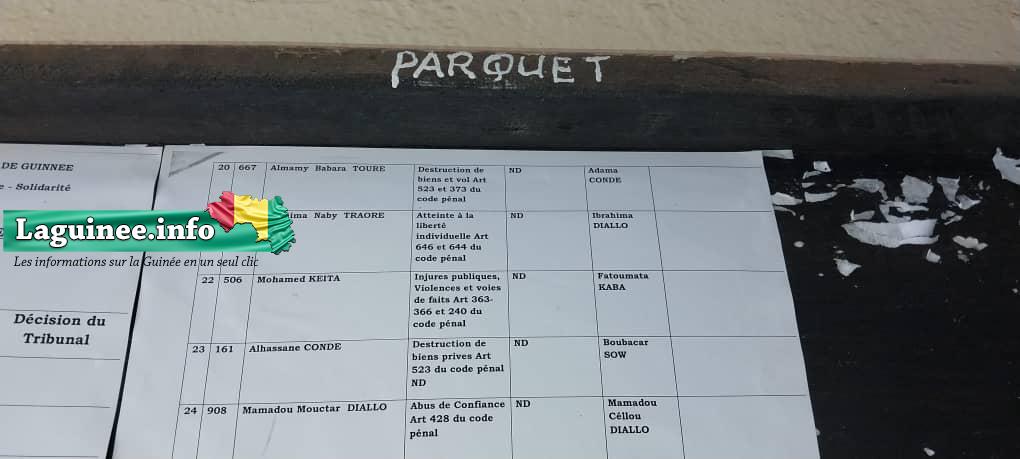 PARQUET
DE GUINNEE
e - Solidarité
Décision du
Tribunal
20 667 Almamy Babara TOURE Destruction de ND Adama
biens et vol Art CONDE
523 et 373 du
code pénal
ima Naby TRAORE Atteinte à la ND Ibrahima
liberté DIALLO
individuelle Art
646 et 644 du
code pénal
22 506 Mohamed KEITA Injures publiques, ND Fatoumata
Violences et voies KABA
de faits Art 363-
366 et 240 du
code pénal
23 161 Alhassane CONDE Destruction de ND Boubacar
biens prives Art SOW
523 du code pénal
ND
24 908 Mamadou Mouctar DIALLO Abus de Confiance ND Mamadou
Art 428 du code Céllou
pénal DIALLO
Laguinee.info
Les informations sur la Guinée en un seul clic